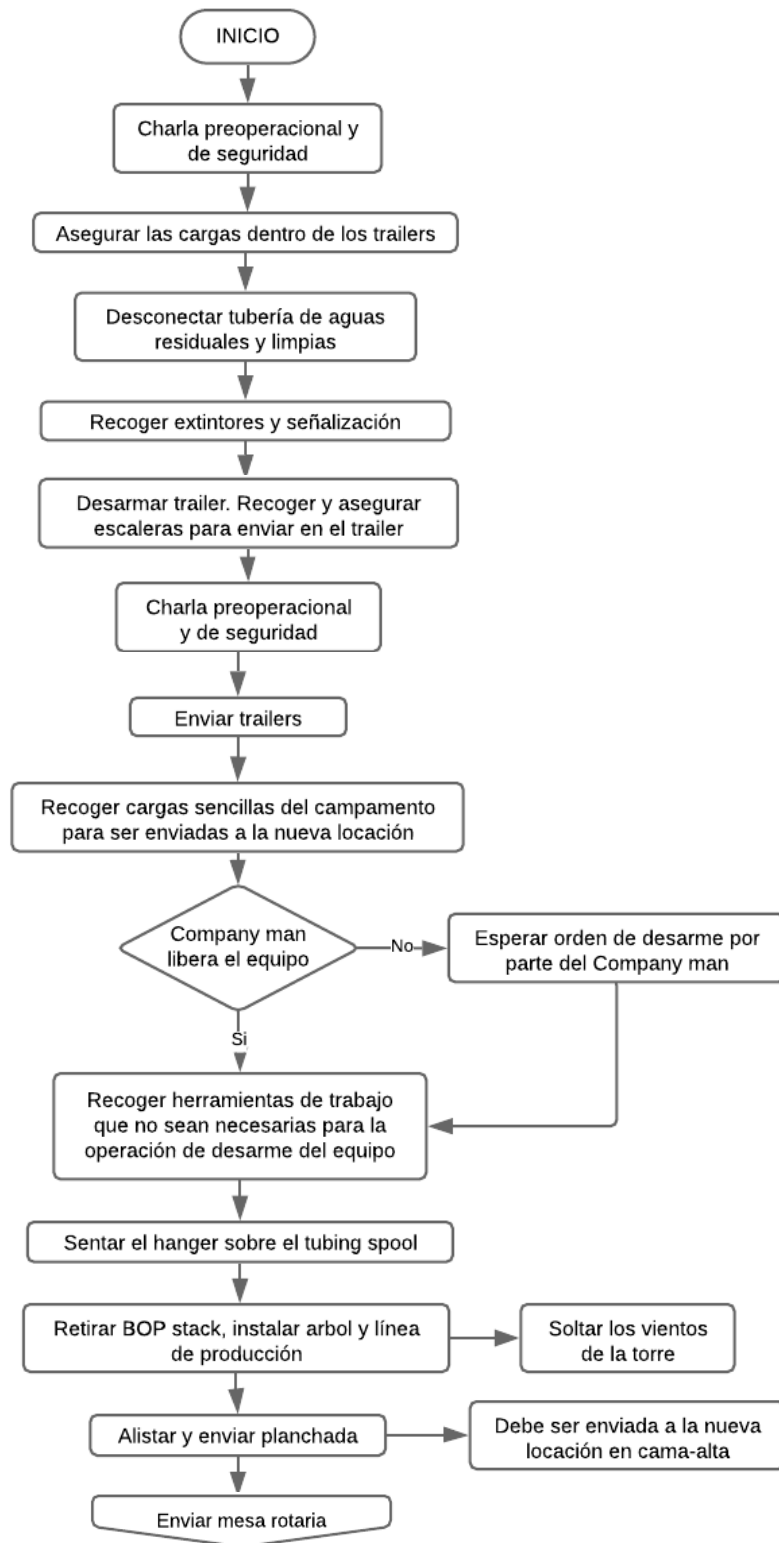 INICIO
Charla preoperacional y
de seguridad
Asegurar las cargas dentro de los trailers
Desconectar tubería de aguas
residuales y limpias
Recoger extintores y señalización
Desarmar trailer. Recoger y asegurar
escaleras para enviar en el trailer
Charla preoperacional
y de seguridad
Enviar trailers
Recoger cargas sencillas del campamento
para ser enviadas a la nueva locación
Company man
libera el equipo
No
Esperar orden de desarme por
parte del Company man
Si
Recoger herramientas de trabajo
que no sean necesarias para la
operación de desarme del equipo
Sentar el hanger sobre el tubing spool
Retirar BOP stack, instalar arbol y línea
de producción
Soltar los vientos
de la torre
Alistar y enviar planchada
Debe ser enviada a la nueva
locación en cama-alta
Enviar mesa rotaria